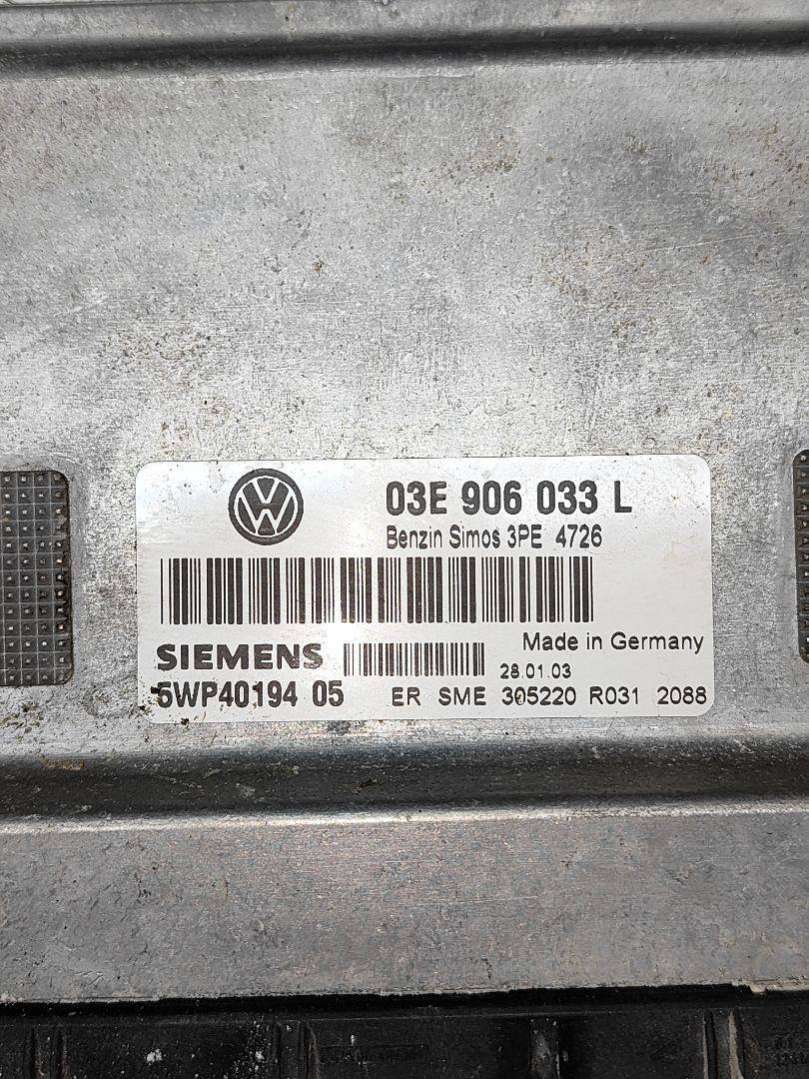 03E 906 033 L
Benzin Simos 3PE 4726
Made in Germany
SIEMENS
28.01.03
5WP40194 05 ER SME 305220 R031 2088